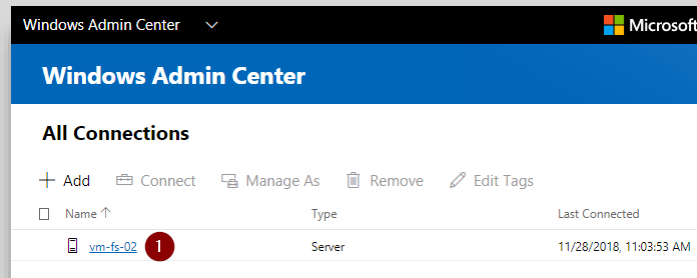 Windows Admin Center Microsoft
Windows Admin Center
All Connections
Add Connect Manage As Remove Edit Tags
Name Type Last Connected
vm-fs-02 1 Server 11/28/2018, 11:03:53 AM